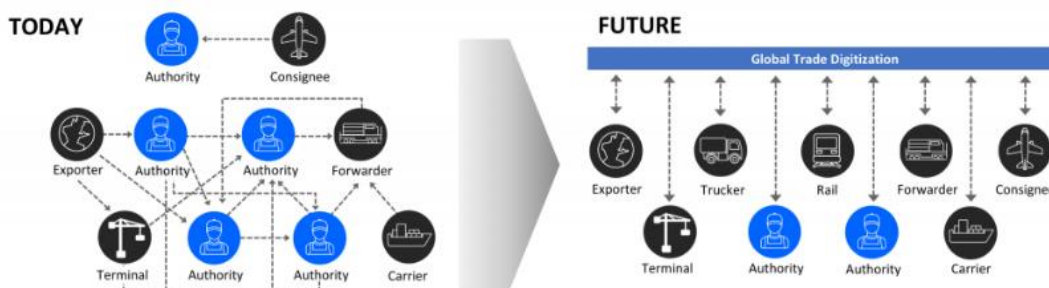 TODAY
Authority
Consignee
Exporter
Authority
Authority
Forwarder
Terminal
Authority
Authority
Carrier
FUTURE
Global Trade Digitization
Exporter
Trucker
Rail
Forwarder
Consignee
Terminal
Authority
Authority
Carrier